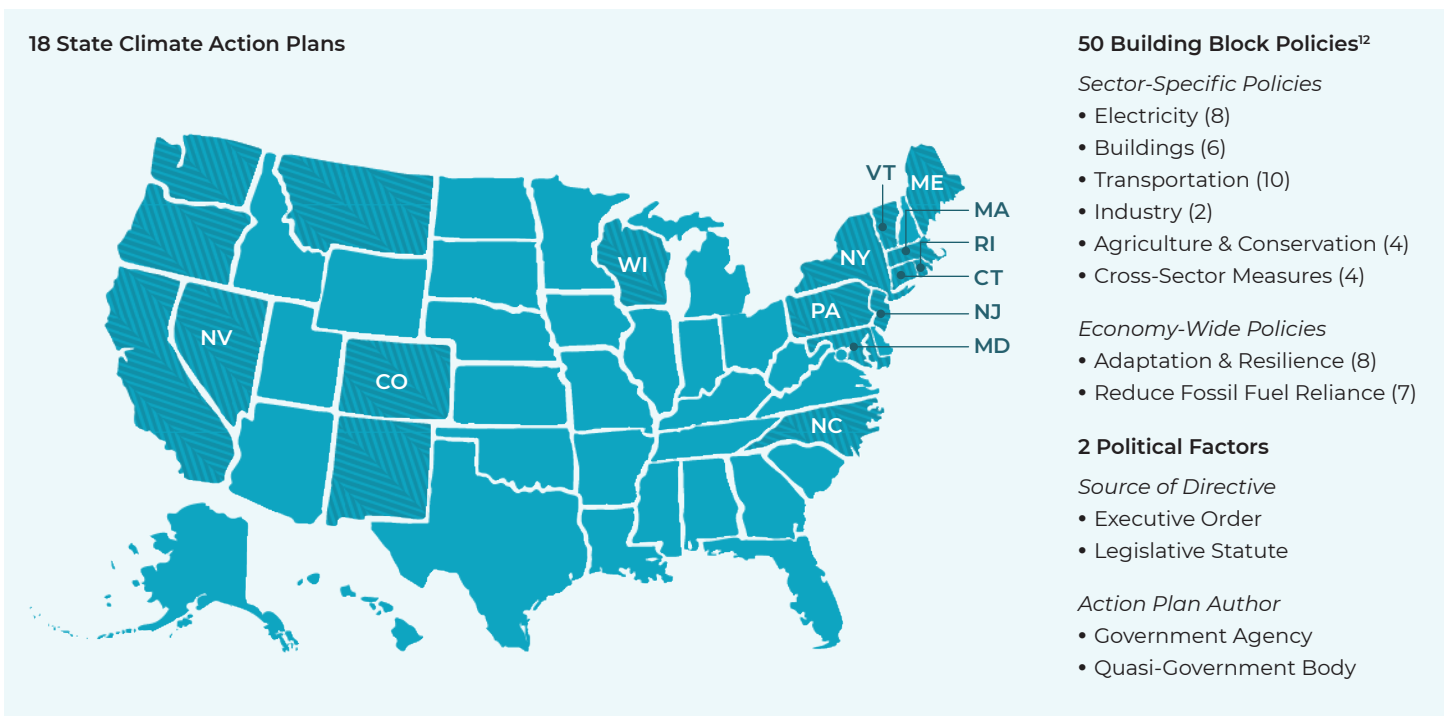 18 State Climate Action Plans
VT
ME
MA
RI
NY
WI
CT
PA
NJ
NV
MD
CO
NC
50 Building Block Policies¹²
Sector-Specific Policies
• Electricity (8)
• Buildings (6)
• Transportation (10)
• Industry (2)
• Agriculture & Conservation (4)
• Cross-Sector Measures (4)
Economy-Wide Policies
• Adaptation & Resilience (8)
• Reduce Fossil Fuel Reliance (7)
2 Political Factors
Source of Directive
• Executive Order
• Legislative Statute
Action Plan Author
• Government Agency
• Quasi-Government Body